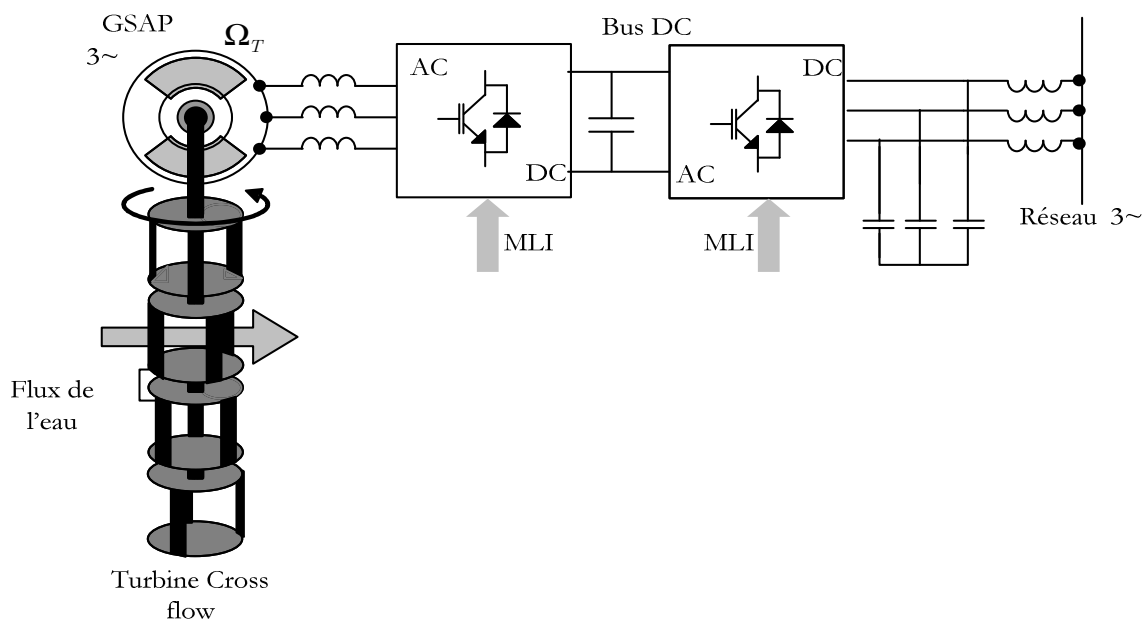 GSAP
3~
Ω_T
Bus DC
AC
DC
DC
AC
MLI
MLI
Réseau 3~
Flux de
l'eau
Turbine Cross
flow